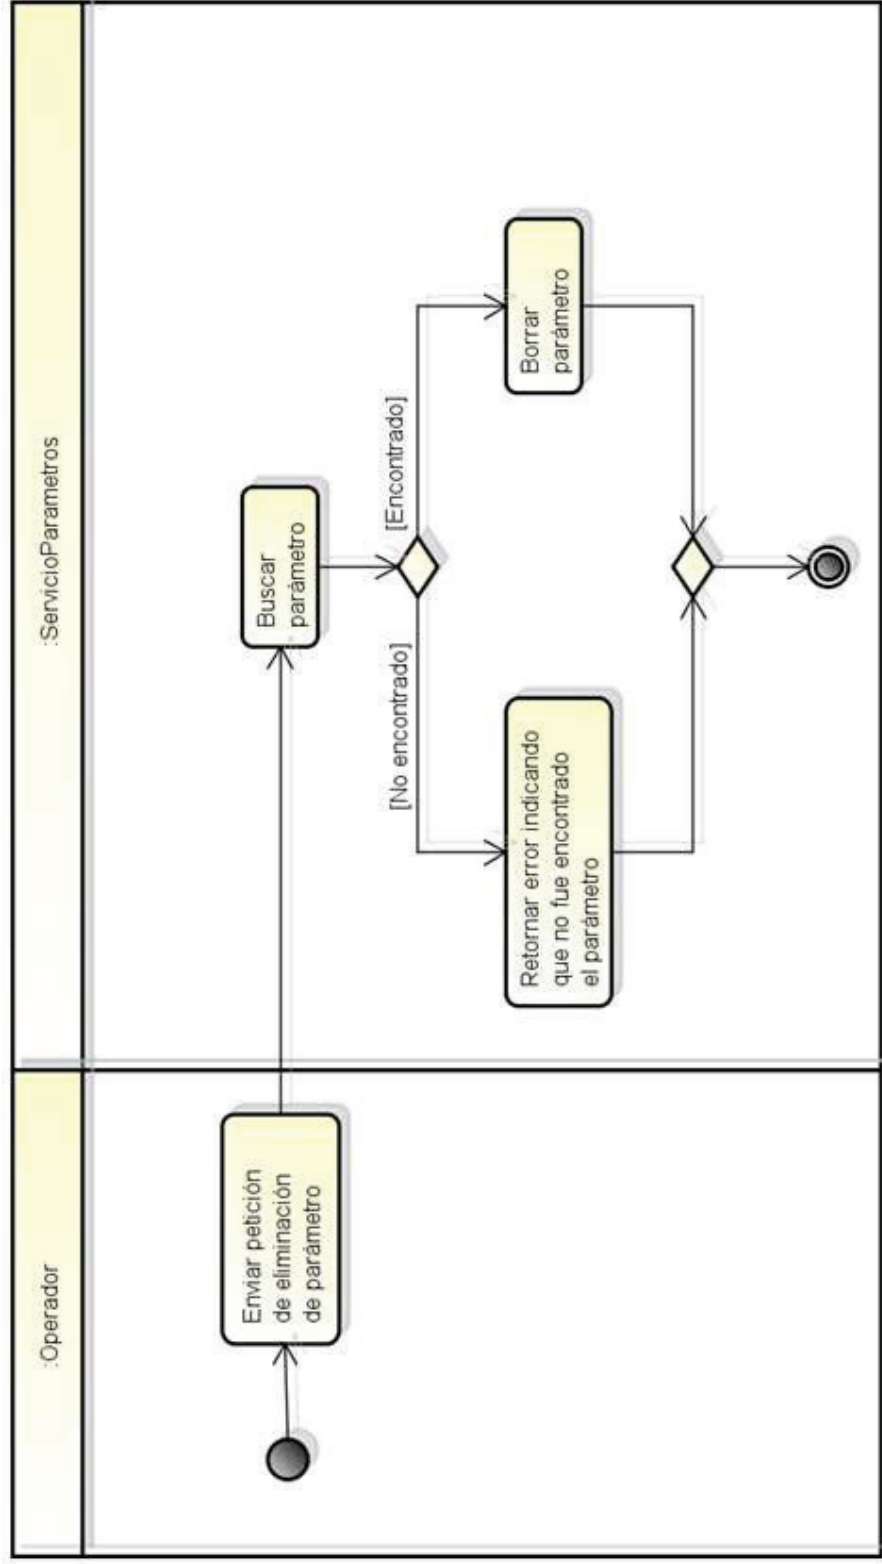 :Operador
:ServicioParametros
Enviar petición
de eliminación
de parámetro
Buscar
parámetro
[No encontrado]
[Encontrado]
Retornar error indicando
que no fue encontrado
el parámetro
Borrar
parámetro